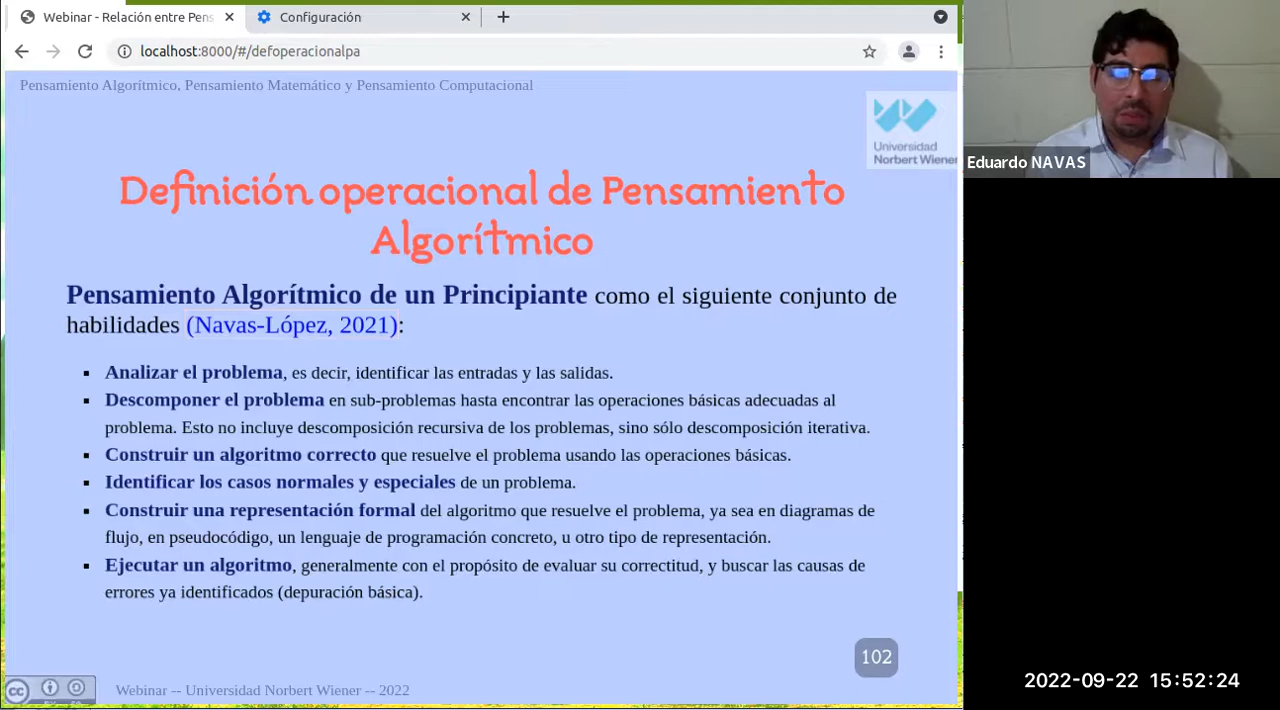 Webinar - Relación entre Pens
Configuración
localhost:8000/#/defoperacionalpa
Pensamiento Algorítmico, Pensamiento Matemático y Pensamiento Computacional
Universidad
Norbert Wiener
Eduardo NAVAS
Definición operacional de Pensamiento
Algorítmico
Pensamiento Algorítmico de un Principiante como el siguiente conjunto de
habilidades (Navas-López, 2021):
▪ Analizar el problema, es decir, identificar las entradas y las salidas.
▪ Descomponer el problema en sub-problemas hasta encontrar las operaciones básicas adecuadas al
problema. Esto no incluye descomposición recursiva de los problemas, sino sólo descomposición iterativa.
▪ Construir un algoritmo correcto que resuelve el problema usando las operaciones básicas.
▪ Identificar los casos normales y especiales de un problema.
▪ Construir una representación formal del algoritmo que resuelve el problema, ya sea en diagramas de
flujo, en pseudocódigo, un lenguaje de programación concreto, u otro tipo de representación.
▪ Ejecutar un algoritmo, generalmente con el propósito de evaluar su correctitud, y buscar las causas de
errores ya identificados (depuración básica).
102
cc
Webinar -- Universidad Norbert Wiener -- 2022
2022-09-22 15:52:24